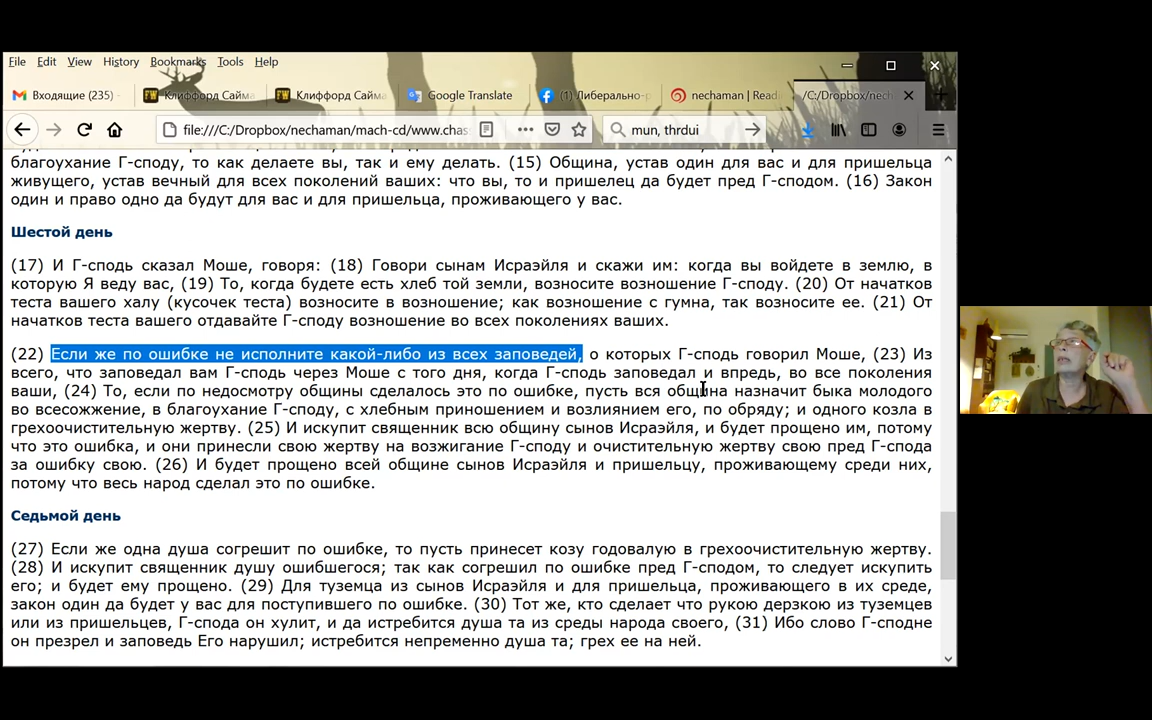 File Edit View History Bookmarks Tools Help
Входящие (235) Клиффорд Сайма Клиффорд Сайма Google Translate (1) Либерально-р nechaman | Read /C:/Dropbox/nech
file:///C:/Dropbox/nechaman/mach-cd/www.chas mun, thrdui
благоухание Г-споду, то как делаете вы, так и ему делать. (15) Община, устав один для вас и для пришельца
живущего, устав вечный для всех поколений ваших: что вы, то и пришелец да будет пред Г-сподом. (16) Закон
один и право одно да будут для вас и для пришельца, проживающего у вас.
Шестой день
(17) И Г-сподь сказал Моше, говоря: (18) Говори сынам Исраэйля и скажи им: когда вы войдете в землю, в
которую Я веду вас, (19) То, когда будете есть хлеб той земли, возносите возношение Г-споду. (20) От начатков
теста вашего халу (кусочек теста) возносите в возношение; как возношение с гумна, так возносите ее. (21) От
начатков теста вашего отдавайте Г-споду возношение во всех поколениях ваших.
(22) Если же по ошибке не исполните какой-либо из всех заповедей, о которых Г-сподь говорил Моше, (23) Из
всего, что заповедал вам Г-сподь через Моше с того дня, когда Г-сподь заповедал и впредь, во все поколения
ваши, (24) То, если по недосмотру общины сделалось это по ошибке, пусть вся община назначит быка молодого
во всесожжение, в благоухание Г-споду, с хлебным приношением и возлиянием его, по обряду; и одного козла в
грехоочистительную жертву. (25) И искупит священник всю общину сынов Исраэйля, и будет прощено им, потому
что это ошибка, и они принесли свою жертву на возжигание Г-споду и очистительную жертву свою пред Г-спода
за ошибку свою. (26) И будет прощено всей общине сынов Исраэйля и пришельцу, проживающему среди них,
потому что весь народ сделал это по ошибке.
Седьмой день
(27) Если же одна душа согрешит по ошибке, то пусть принесет козу годовалую в грехоочистительную жертву.
(28) И искупит священник душу ошибшегося; так как согрешил по ошибке пред Г-сподом, то следует искупить
его; и будет ему прощено. (29) Для туземца из сынов Исраэйля и для пришельца, проживающего в их среде,
закон один да будет у вас для поступившего по ошибке. (30) Тот же, кто сделает что рукою дерзкою из туземцев
или из пришельцев, Г-спода он хулит, и да истребится душа та из среды народа своего, (31) Ибо слово Г-сподне
он презрел и заповедь Его нарушил; истребится непременно душа та; грех ее на ней.